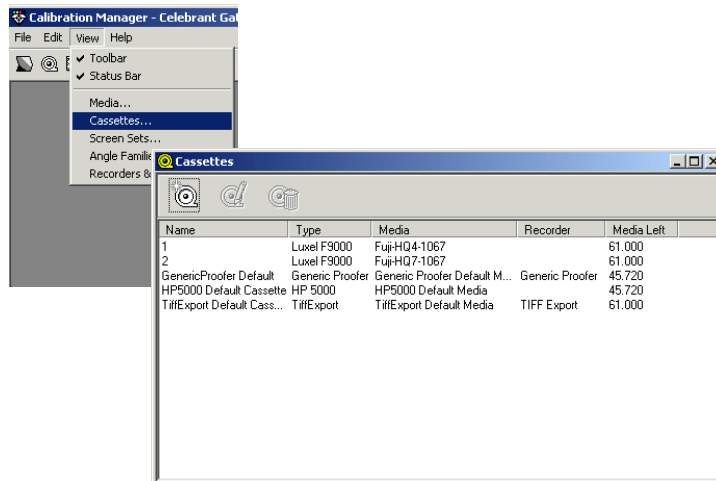 Calibration Manager - Celebrant Gat
File Edit View Help
Toolbar
Status Bar
Media...
Cassettes...
Screen Sets...
Angle Familie
Recorders &
Cassettes
Name Type Media Recorder Media Left
1 Luxel F9000 Fuji-HQ4-1067 61.000
2 Luxel F9000 Fuji-HQ7-1067 61.000
GenericProofer Default Generic Proofer Generic Proofer Default M... Generic Proofer 45.720
HP5000 Default Cassette HP 5000 HP5000 Default Media 45.720
TiffExport Default Cass... TiffExport TiffExport Default Media TIFF Export 61.000